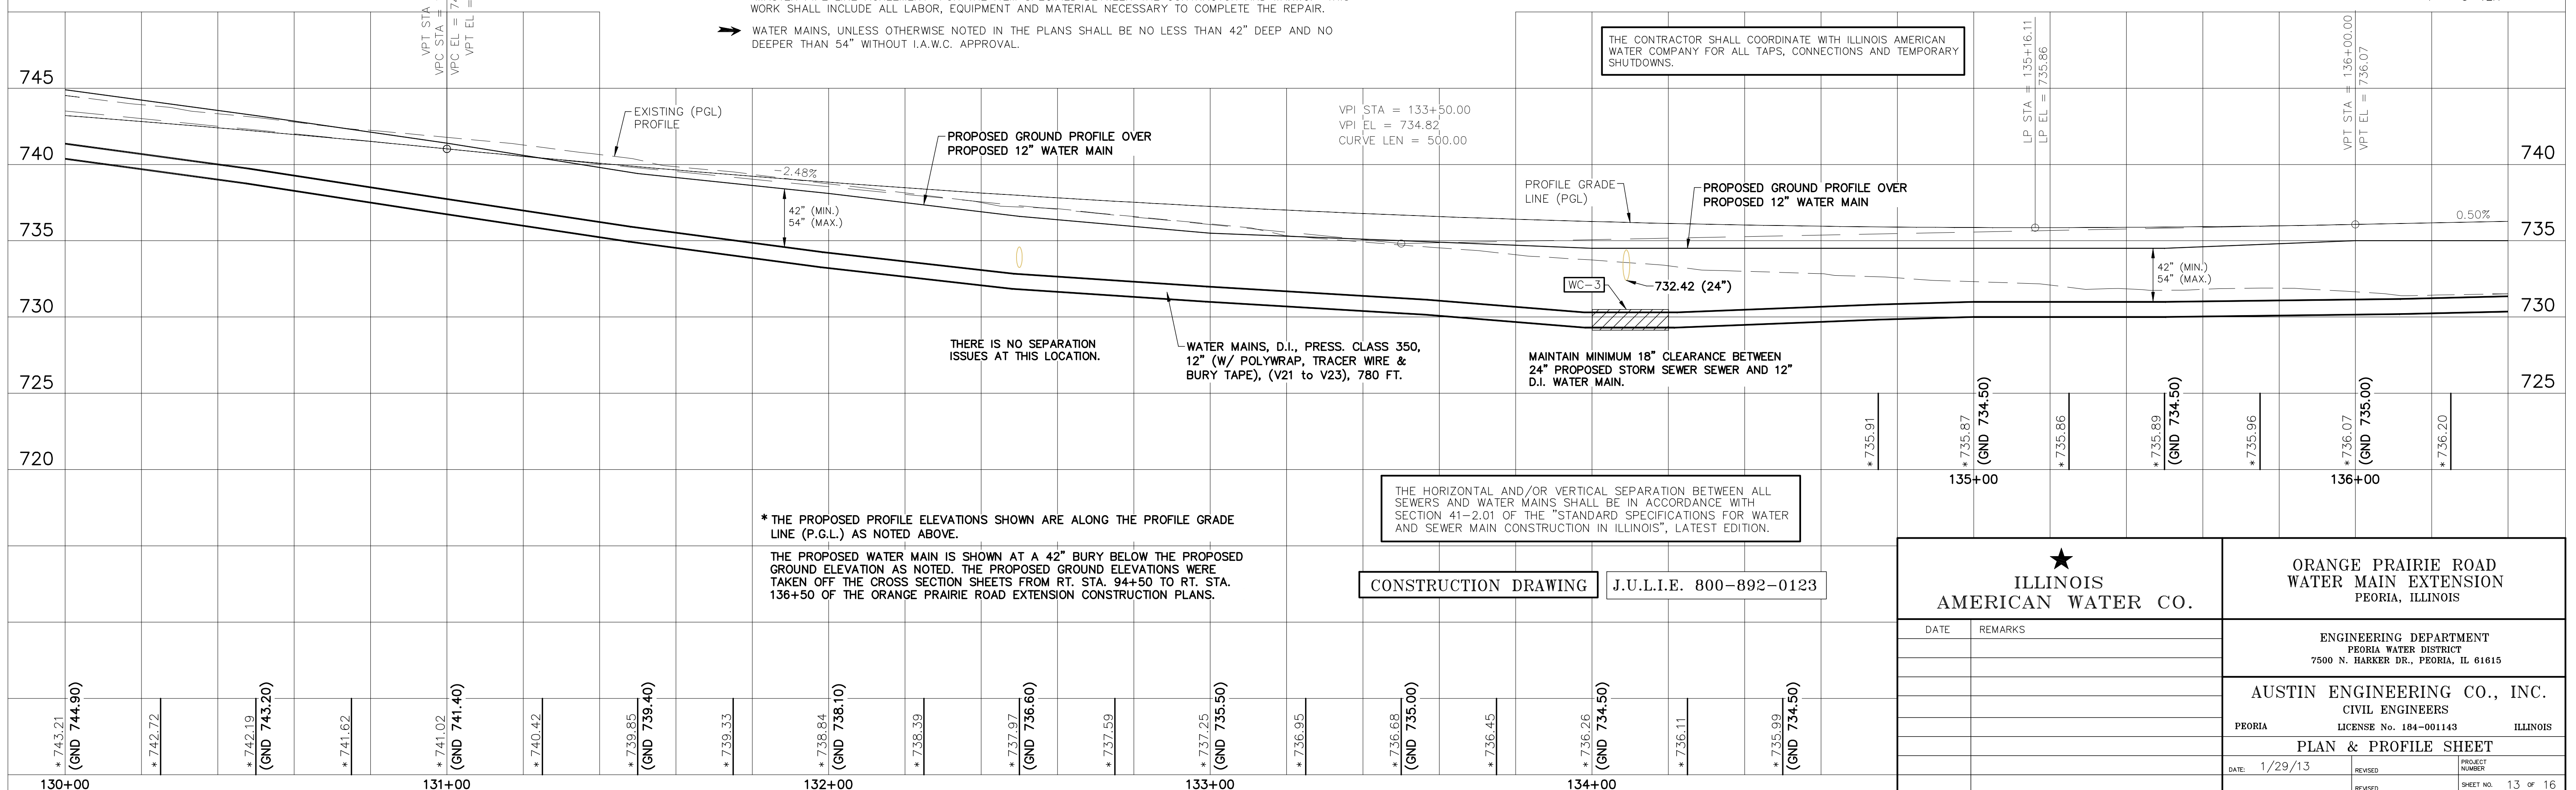 WORK SHALL INCLUDE ALL LABOR, EQUIPMENT AND MATERIAL NECESSARY TO COMPLETE THE REPAIR.
WATER MAINS, UNLESS OTHERWISE NOTED IN THE PLANS SHALL BE NO LESS THAN 42" DEEP AND NO
DEEPER THAN 54" WITHOUT I.A.W.C. APPROVAL.
THE CONTRACTOR SHALL COORDINATE WITH ILLINOIS AMERICAN
WATER COMPANY FOR ALL TAPS, CONNECTIONS AND TEMPORARY
SHUTDOWNS.
VPT STA
VPC STA =
VPC EL =
VPT EL =
LP STA = 135+16.11
LP EL = 735.86
VPT STA = 136+00.00
VPT EL = 736.07
745
EXISTING (PGL)
PROFILE
PROPOSED GROUND PROFILE OVER
PROPOSED 12" WATER MAIN
VPI STA = 133+50.00
VPI EL = 734.82
CURVE LEN = 500.00
740
740
-2.48%
PROFILE GRADE
LINE (PGL)
PROPOSED GROUND PROFILE OVER
PROPOSED 12" WATER MAIN
42" (MIN.)
54" (MAX.)
0.50%
735
735
42" (MIN.)
54" (MAX.)
WC-3
732.42 (24")
730
730
THERE IS NO SEPARATION
ISSUES AT THIS LOCATION.
WATER MAINS, D.I., PRESS. CLASS 350,
12" (W/ POLYWRAP, TRACER WIRE &
BURY TAPE), (V21 to V23), 780 FT.
MAINTAIN MINIMUM 18" CLEARANCE BETWEEN
24" PROPOSED STORM SEWER SEWER AND 12"
D.I. WATER MAIN.
725
725
* 735.91
* 735.87
(GND 734.50)
* 735.86
* 735.89
(GND 734.50)
* 735.96
* 736.07
(GND 735.00)
* 736.20
720
135+00
136+00
THE HORIZONTAL AND/OR VERTICAL SEPARATION BETWEEN ALL
SEWERS AND WATER MAINS SHALL BE IN ACCORDANCE WITH
SECTION 41-2.01 OF THE "STANDARD SPECIFICATIONS FOR WATER
AND SEWER MAIN CONSTRUCTION IN ILLINOIS", LATEST EDITION.
* THE PROPOSED PROFILE ELEVATIONS SHOWN ARE ALONG THE PROFILE GRADE
LINE (P.G.L.) AS NOTED ABOVE.
THE PROPOSED WATER MAIN IS SHOWN AT A 42" BURY BELOW THE PROPOSED
GROUND ELEVATION AS NOTED. THE PROPOSED GROUND ELEVATIONS WERE
TAKEN OFF THE CROSS SECTION SHEETS FROM RT. STA. 94+50 TO RT. STA.
136+50 OF THE ORANGE PRAIRIE ROAD EXTENSION CONSTRUCTION PLANS.
CONSTRUCTION DRAWING
J.U.L.I.E. 800-892-0123
* 743.21
(GND 744.90)
* 742.72
* 742.19
(GND 743.20)
* 741.62
* 741.02
(GND 741.40)
* 740.42
* 739.85
(GND 739.40)
* 739.33
* 738.84
(GND 738.10)
* 738.39
* 737.97
(GND 736.60)
* 737.59
* 737.25
(GND 735.50)
* 736.95
* 736.68
(GND 735.00)
* 736.45
* 736.26
(GND 734.50)
* 736.11
* 735.99
(GND 734.50)
130+00
131+00
132+00
133+00
134+00
ILLINOIS
AMERICAN WATER CO.
DATE
REMARKS
ORANGE PRAIRIE ROAD
WATER MAIN EXTENSION
PEORIA, ILLINOIS
ENGINEERING DEPARTMENT
PEORIA WATER DISTRICT
7500 N. HARKER DR., PEORIA, IL 61615
AUSTIN ENGINEERING CO., INC.
CIVIL ENGINEERS
PEORIA LICENSE No. 184-001143 ILLINOIS
PLAN & PROFILE SHEET
DATE: 1/29/13
REVISED
PROJECT
NUMBER
REVISED
SHEET NO. 13 OF 16